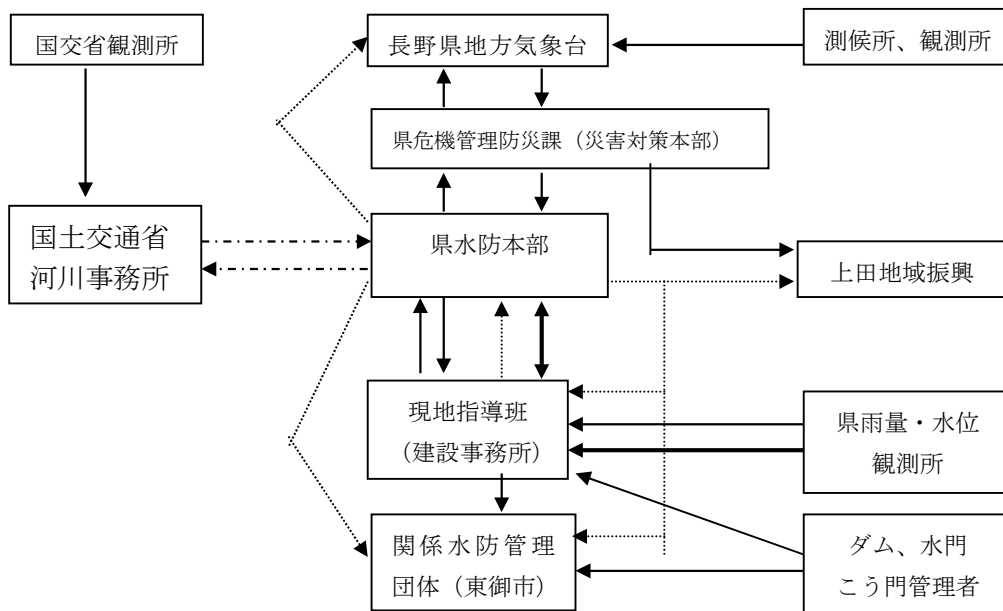 国交省観測所
長野県地方気象台
測候所、観測所
県危機管理防災課（災害対策本部）
国土交通省
河川事務所
県水防本部
上田地域振興
現地指導班
（建設事務所）
県雨量・水位
観測所
関係水防管理
団体（東御市）
ダム、水門
こう門管理者